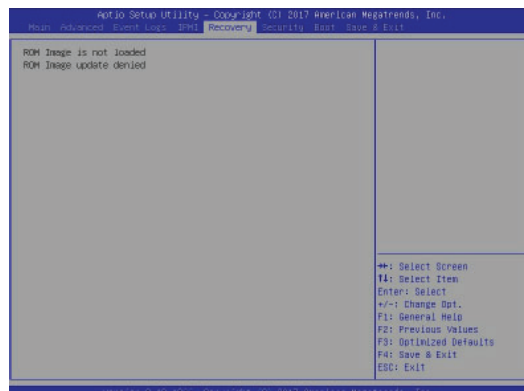 Aptio Setup Utility - Copyright (C) 2017 American Megatrends, Inc.
Main Advanced Event Logs IPMI Recovery Security Boot Save & Exit
ROM Image is not loaded
ROM Image update denied
→←: Select Screen
↑↓: Select Item
Enter: Select
+/-: Change Opt.
F1: General Help
F2: Previous Values
F3: Optimized Defaults
F4: Save & Exit
ESC: Exit